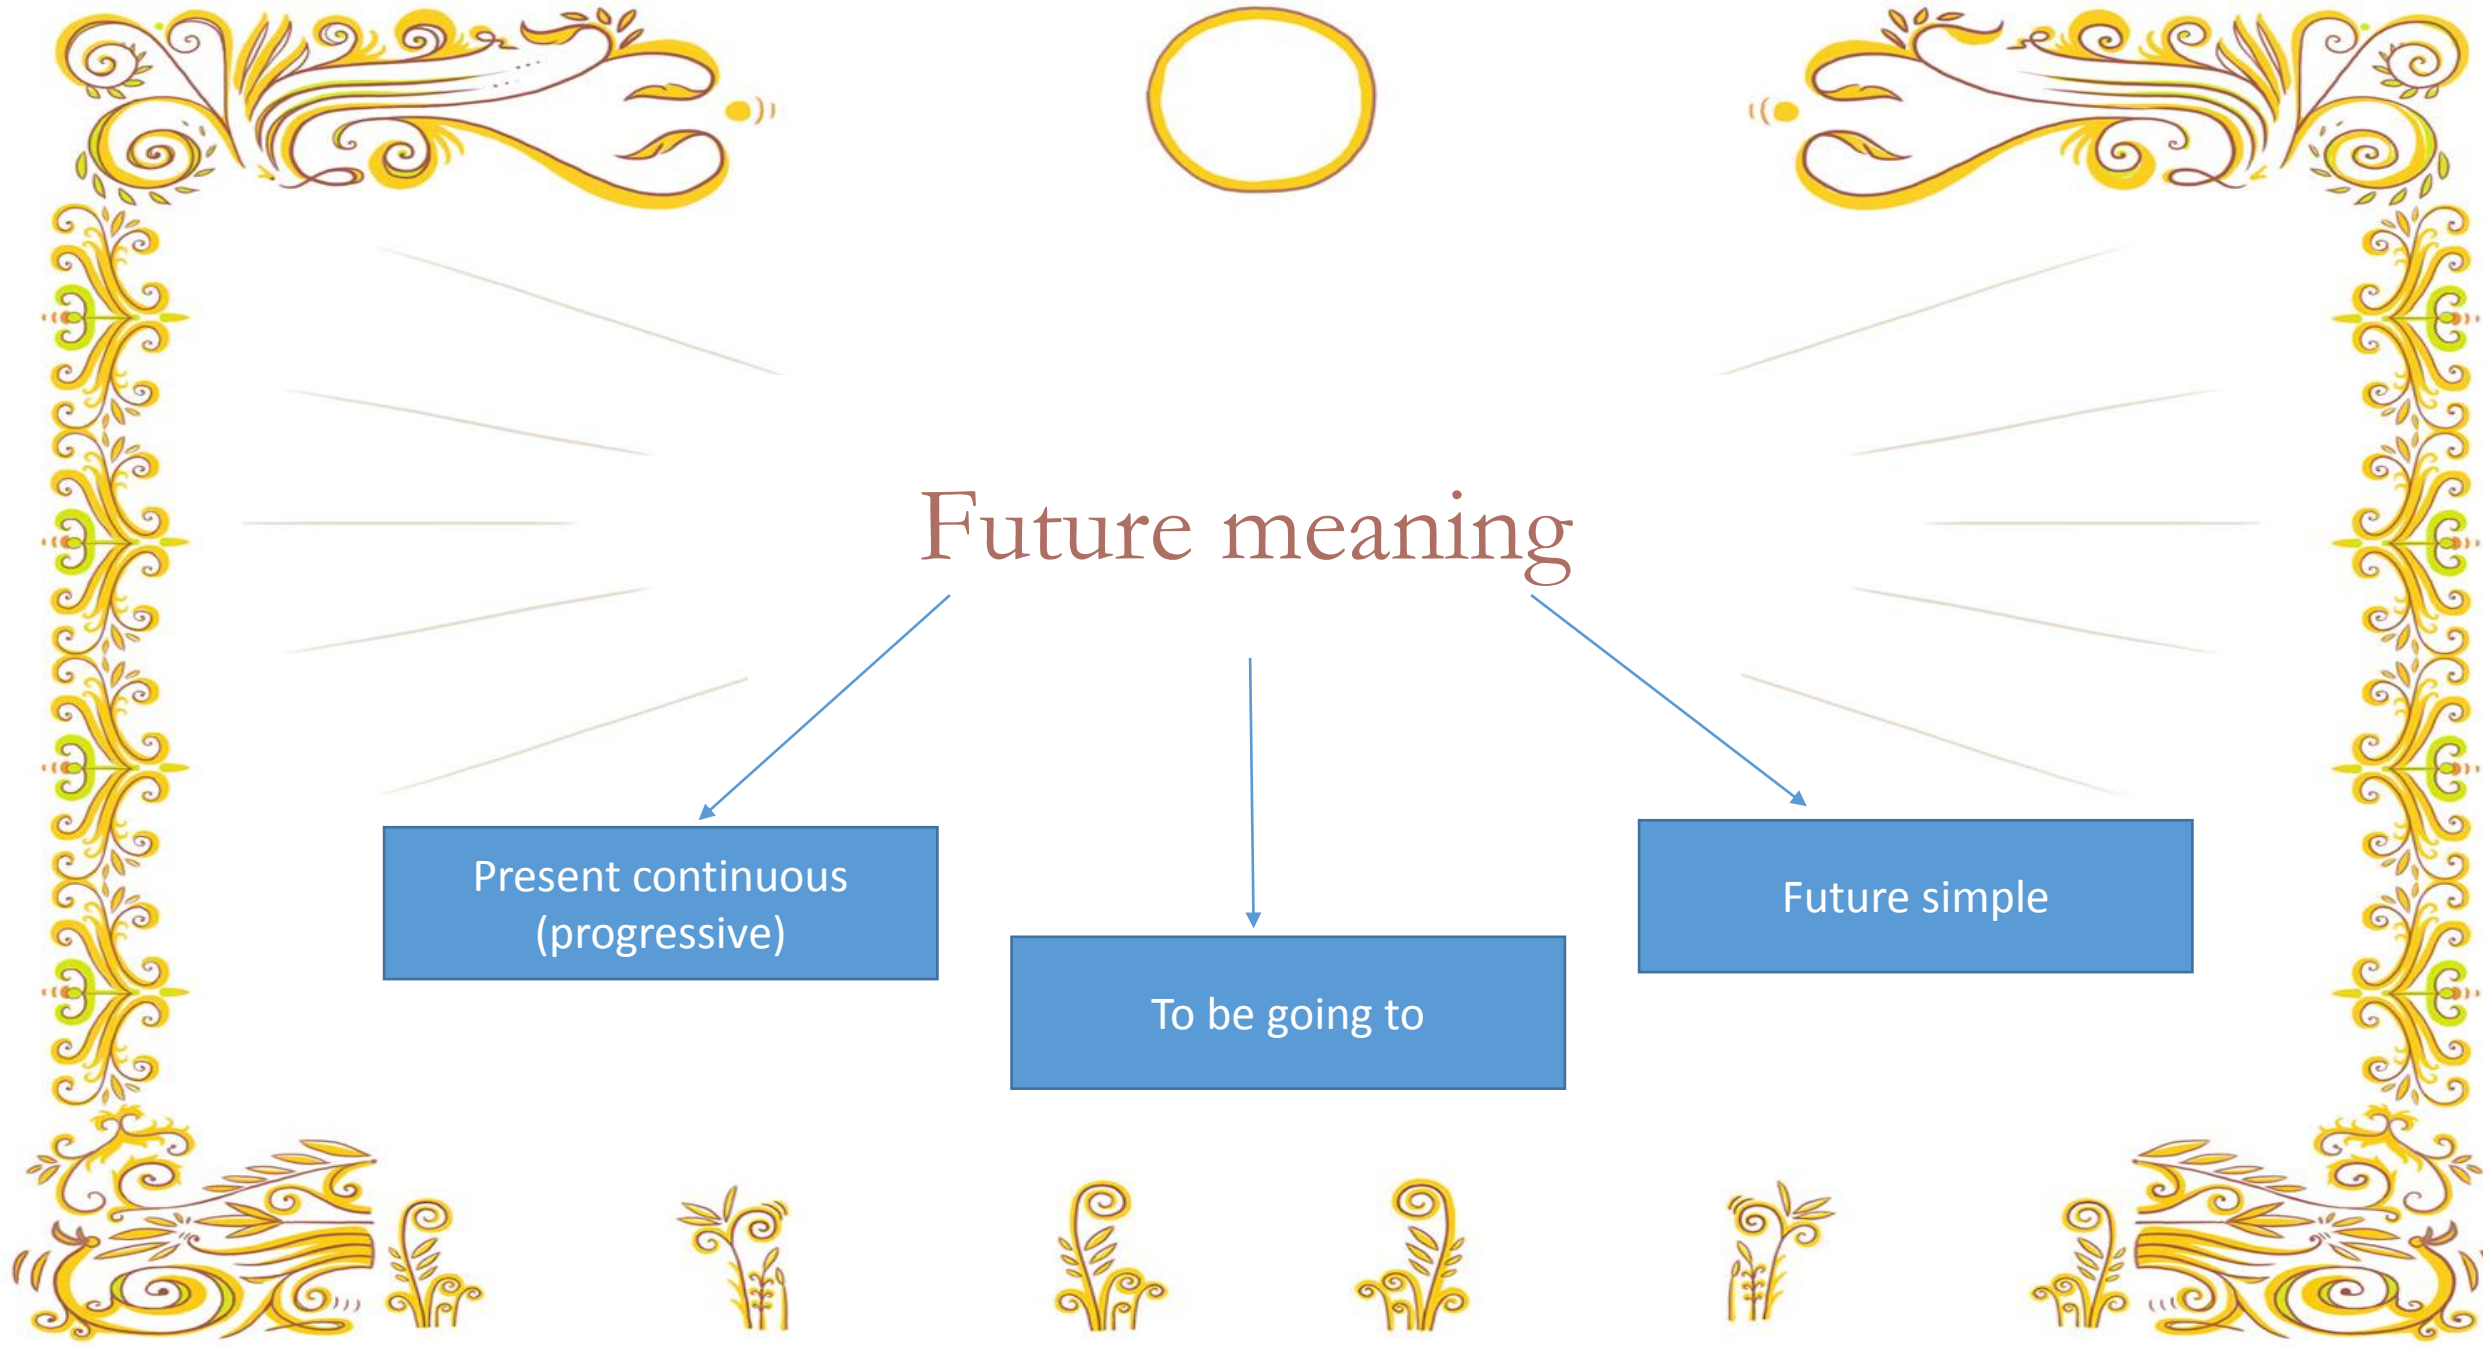 Future meaning
Present continuous
(progressive)
To be going to
Future simple